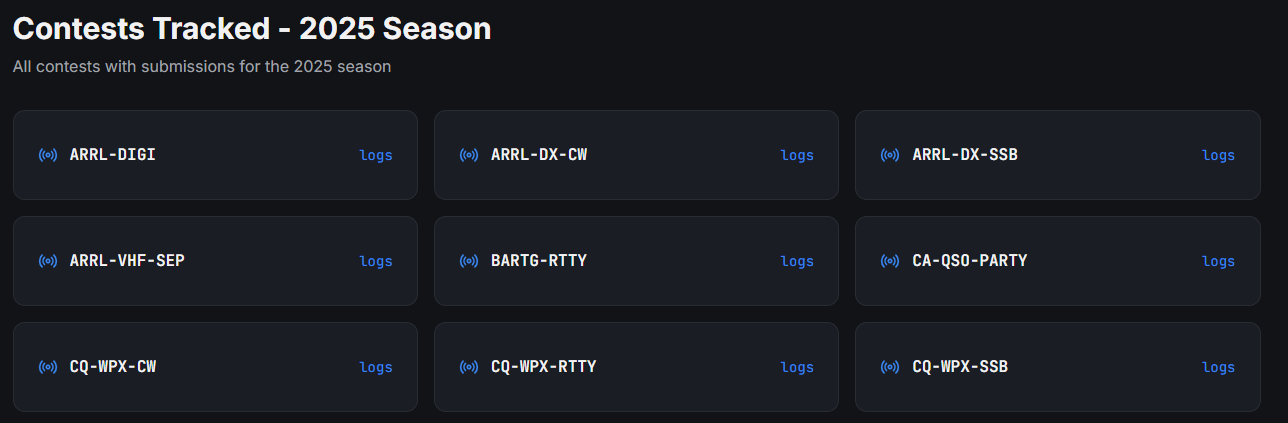 Contests Tracked - 2025 Season
All contests with submissions for the 2025 season
ARRL-DIGI logs
ARRL-DX-CW logs
ARRL-DX-SSB logs
ARRL-VHF-SEP logs
BARTG-RTTY logs
CA-QSO-PARTY logs
CQ-WPX-CW logs
CQ-WPX-RTTY logs
CQ-WPX-SSB logs